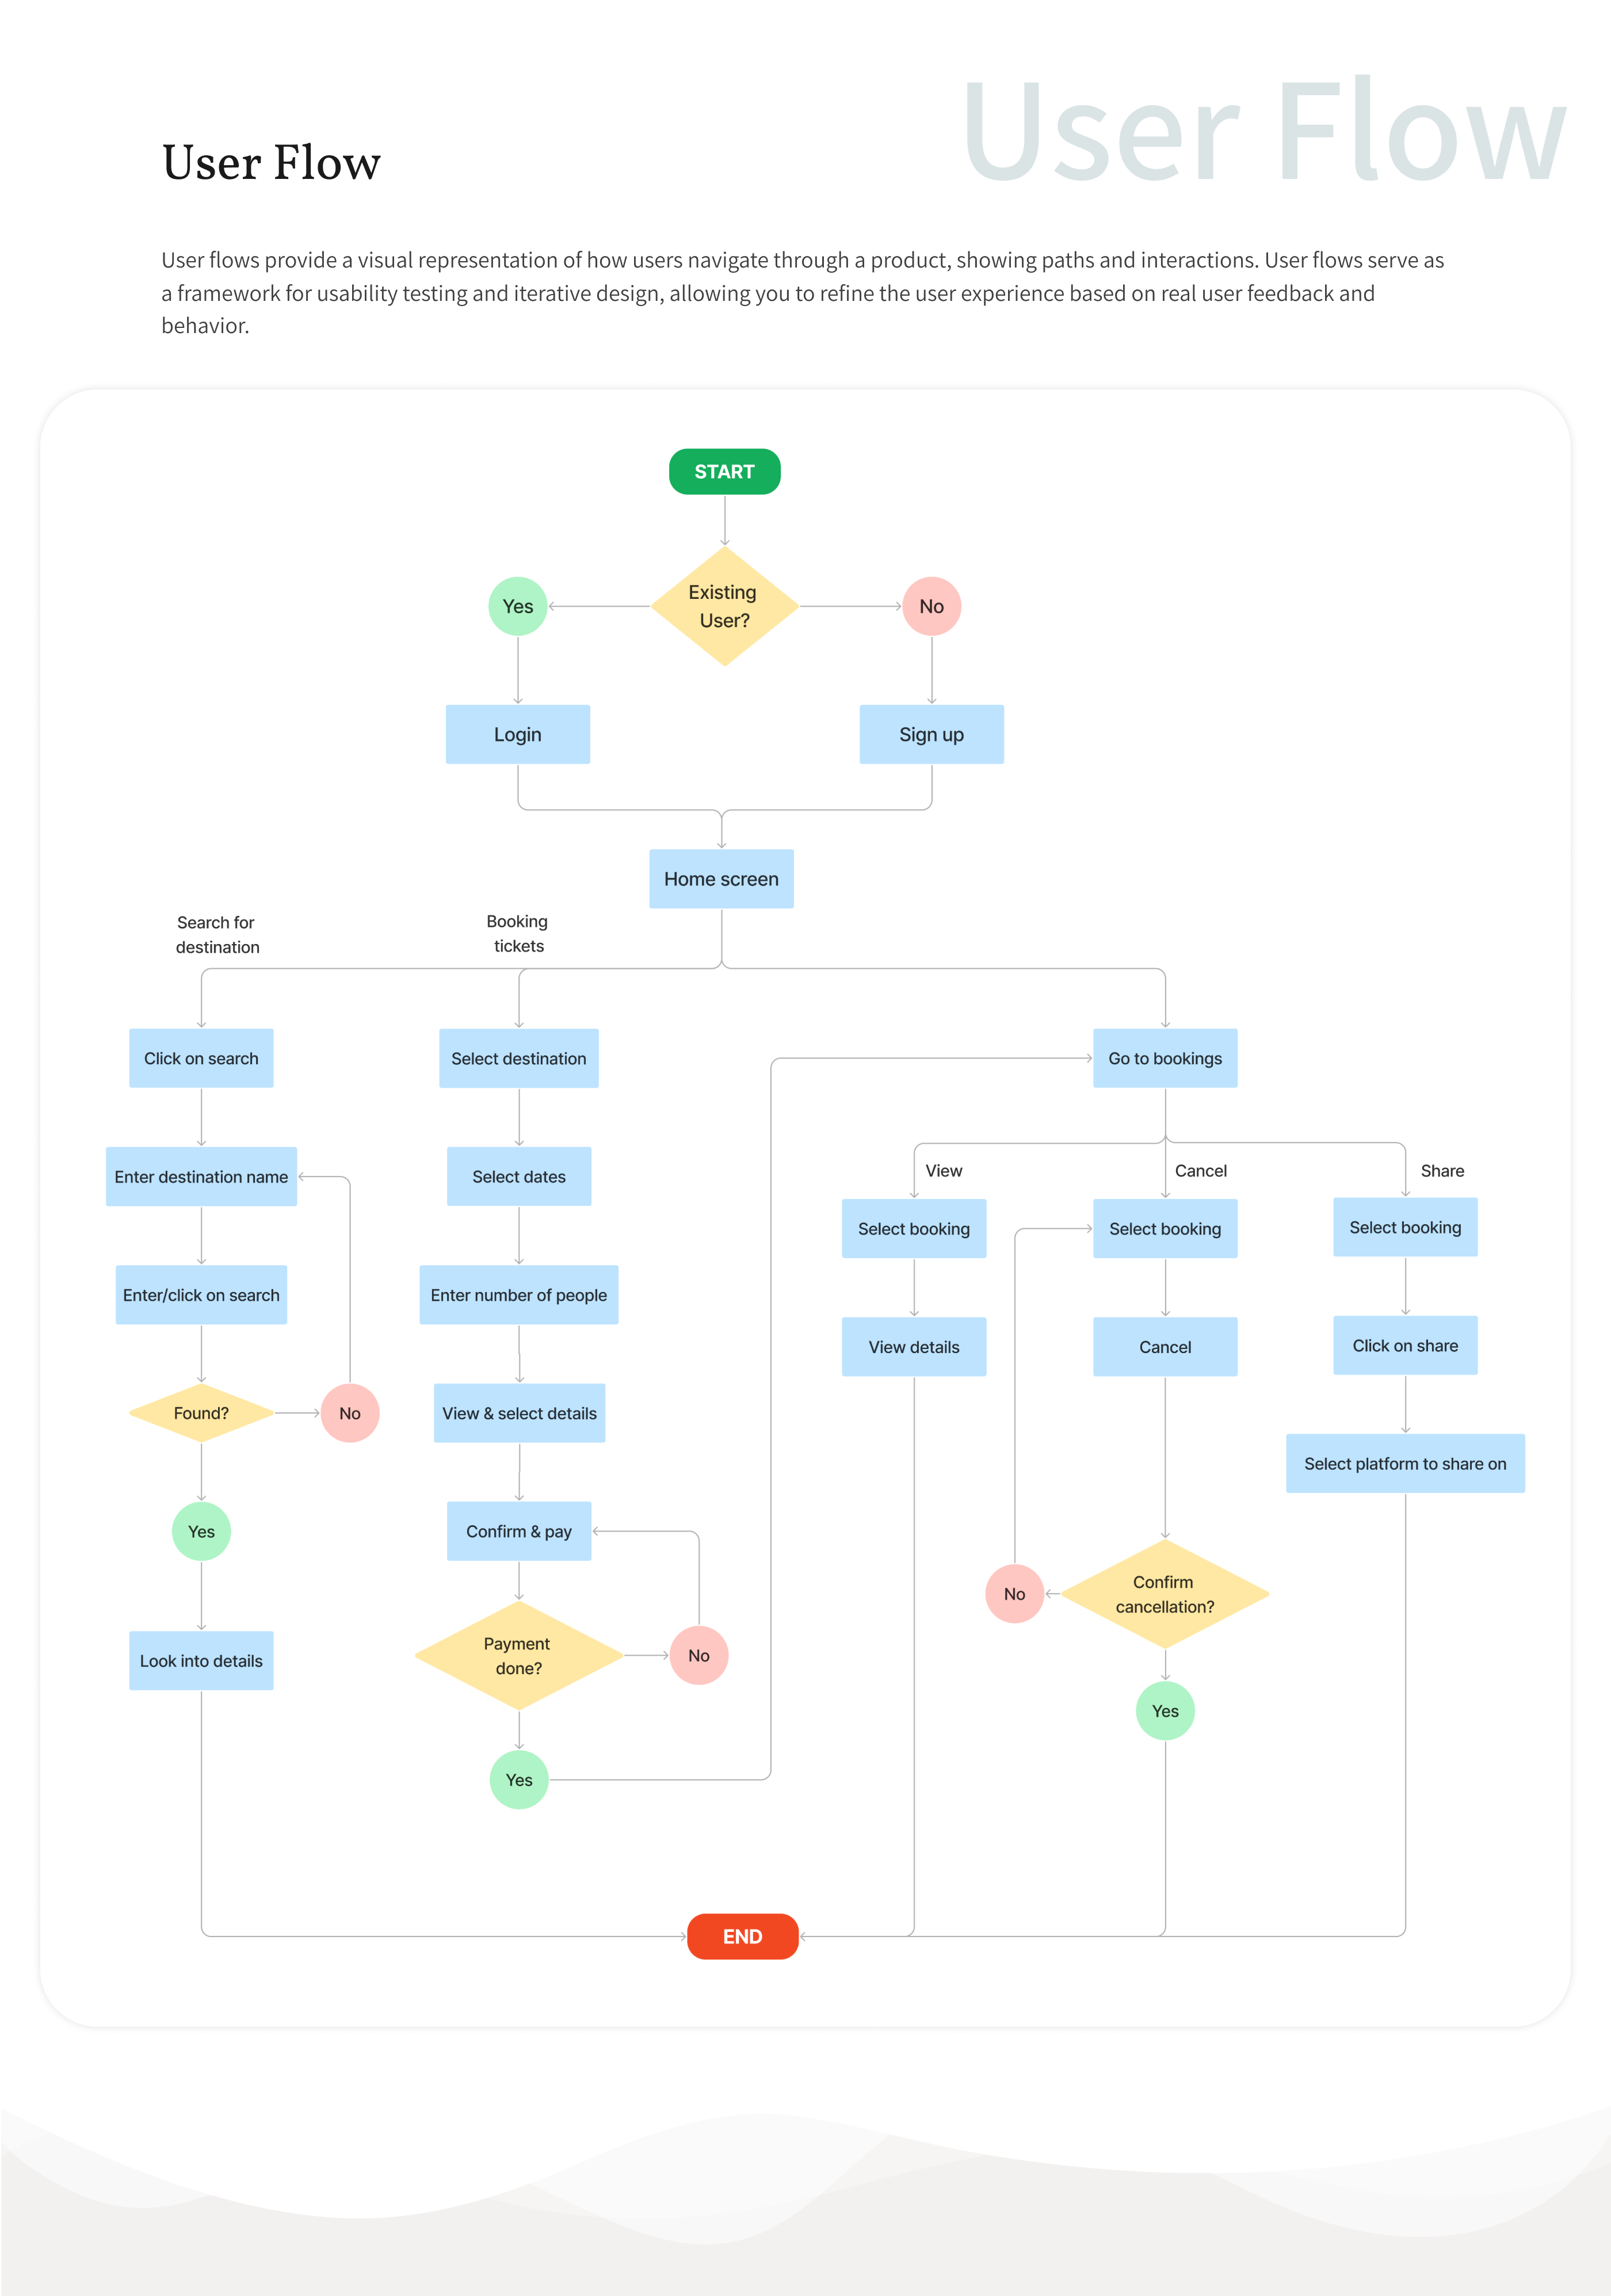 User Flow
User Flow
User flows provide a visual representation of how users navigate through a product, showing paths and interactions. User flows serve as
a framework for usability testing and iterative design, allowing you to refine the user experience based on real user feedback and
behavior.
START
Existing
User?
Yes
No
Login
Sign up
Home screen
Search for
destination
Booking
tickets
Click on search
Select destination
Go to bookings
Enter destination name
Select dates
View
Cancel
Share
Select booking
Select booking
Select booking
Enter/click on search
Enter number of people
View details
Cancel
Click on share
Found?
No
View & select details
Select platform to share on
Yes
Confirm & pay
Confirm
cancellation?
No
Look into details
Payment
done?
No
Yes
Yes
END